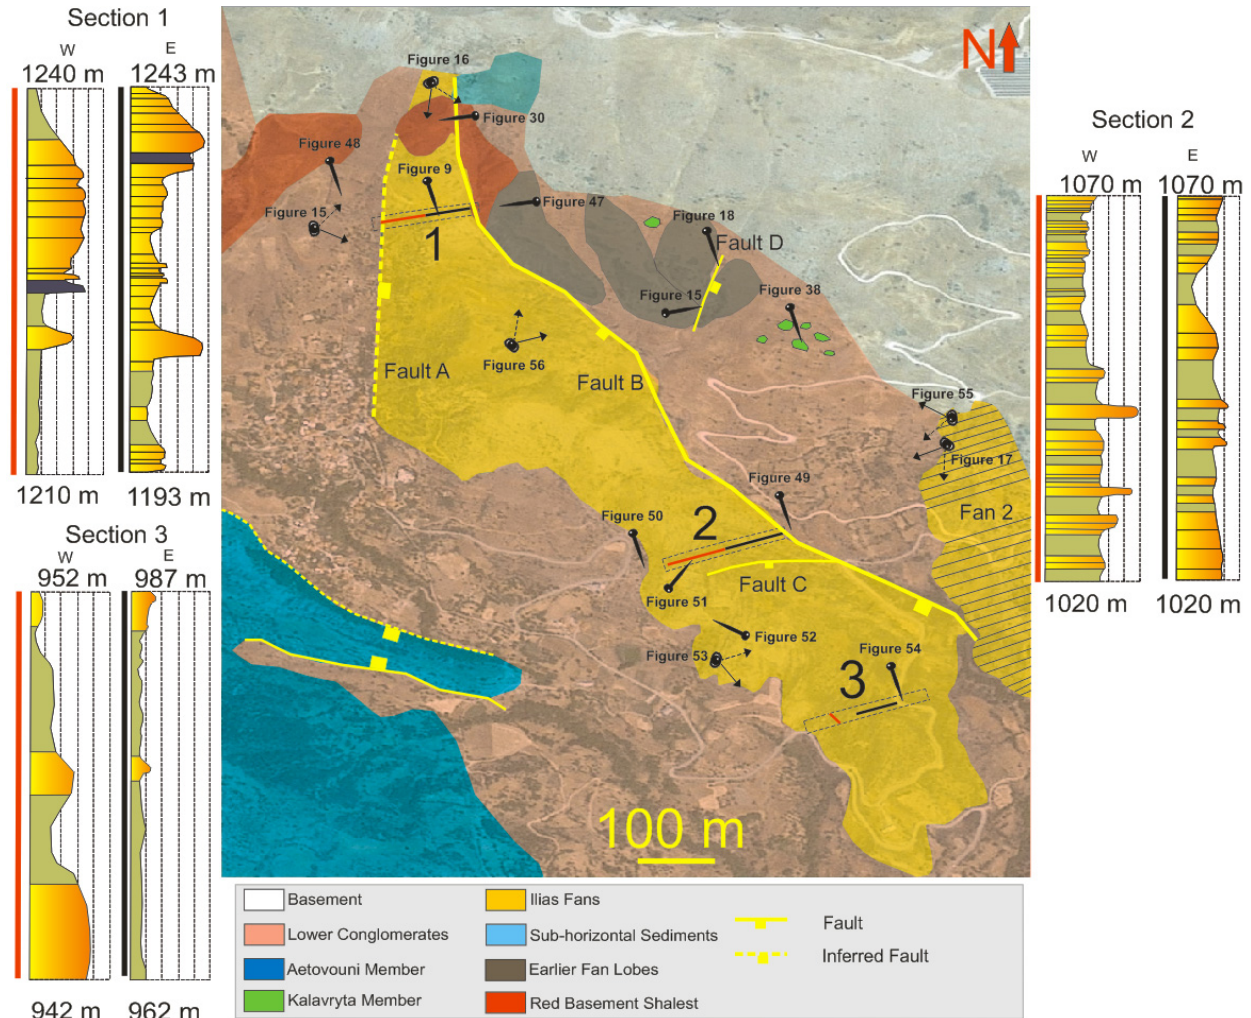 Section 1
W
E
1240 m
1243 m
1210 m
1193 m
Section 3
W
E
952 m
987 m
942 m
962 m
N
Figure 16
Figure 30
Figure 48
Figure 9
Figure 47
Figure 15
Figure 18
1
Fault D
Figure 15
Figure 38
Figure 56
Fault A
Fault B
Figure 55
Figure 17
Figure 49
Figure 50
2
Fan 2
Fault C
Figure 51
Figure 52
Figure 53
Figure 54
3
100 m
Section 2
W
E
1070 m
1070 m
1020 m
1020 m
Basement
Lower Conglomerates
Aetovouni Member
Kalavryta Member
Ilias Fans
Sub-horizontal Sediments
Earlier Fan Lobes
Red Basement Shalest
Fault
Inferred Fault